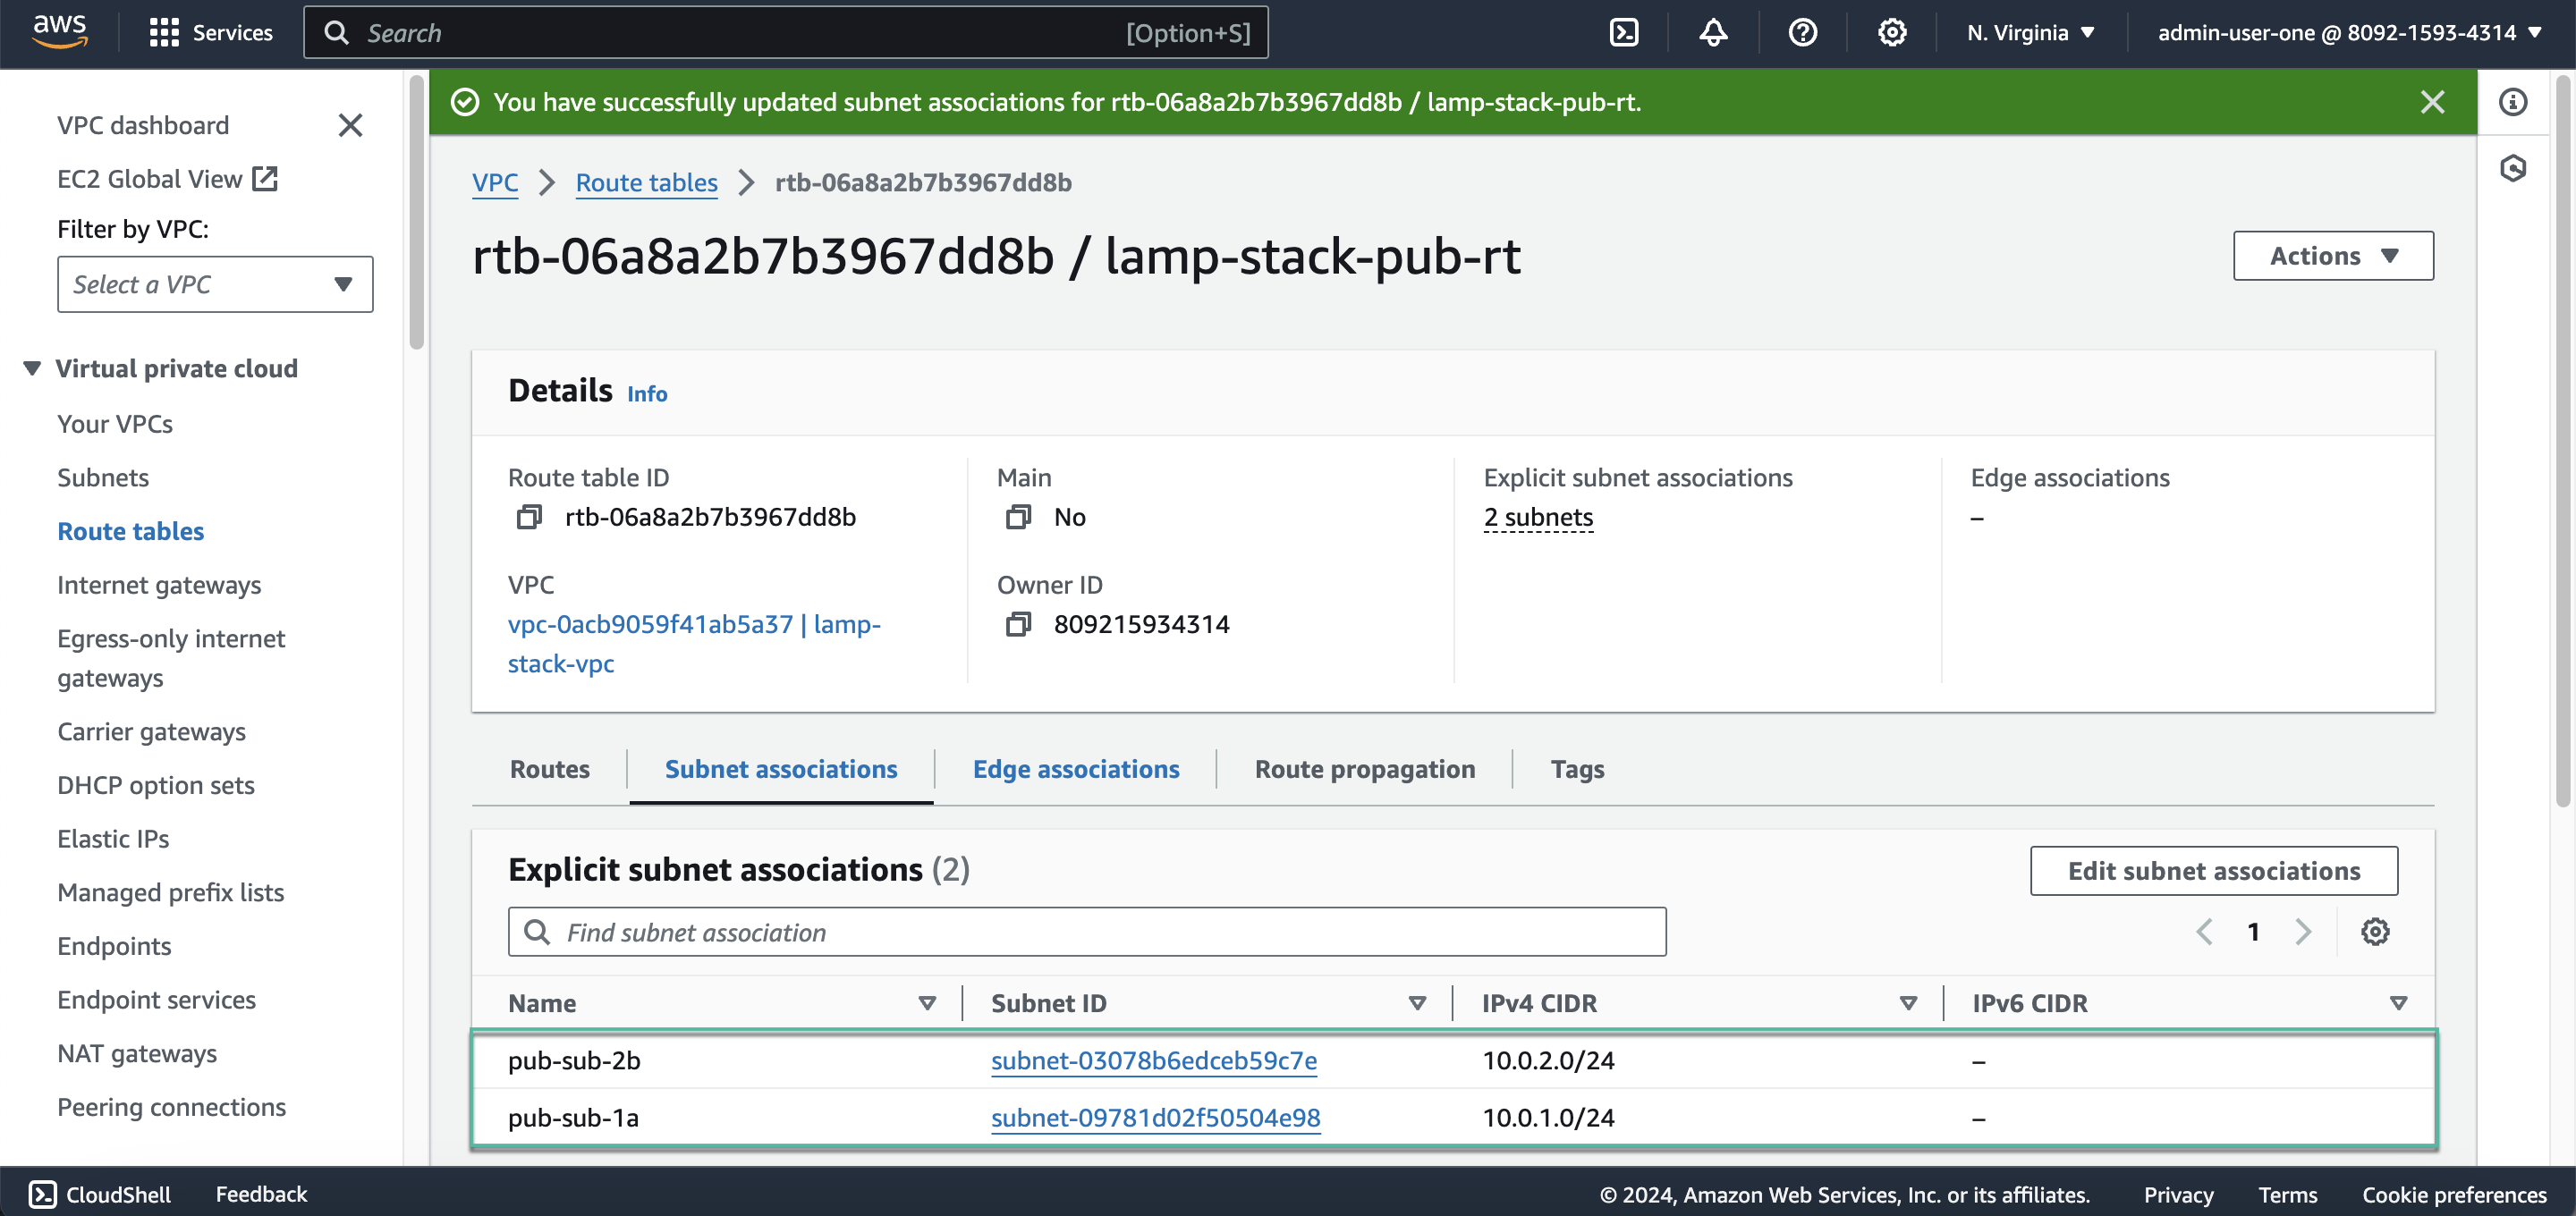 aws Services Search [Option+S] N. Virginia admin-user-one @ 8092-1593-4314
VPC dashboard
EC2 Global View
Filter by VPC:
Select a VPC
Virtual private cloud
Your VPCs
Subnets
Route tables
Internet gateways
Egress-only internet
gateways
Carrier gateways
DHCP option sets
Elastic IPs
Managed prefix lists
Endpoints
Endpoint services
NAT gateways
Peering connections
You have successfully updated subnet associations for rtb-06a8a2b7b3967dd8b / lamp-stack-pub-rt.
VPC Route tables rtb-06a8a2b7b3967dd8b
rtb-06a8a2b7b3967dd8b / lamp-stack-pub-rt
Actions
Details Info
Route table ID
rtb-06a8a2b7b3967dd8b
Main
No
Explicit subnet associations
2 subnets
Edge associations
–
VPC
vpc-0acb9059f41ab5a37 | lamp-
stack-vpc
Owner ID
809215934314
Routes Subnet associations Edge associations Route propagation Tags
Explicit subnet associations (2)
Edit subnet associations
Find subnet association
1
Name Subnet ID IPv4 CIDR IPv6 CIDR
pub-sub-2b subnet-03078b6edceb59c7e 10.0.2.0/24 –
pub-sub-1a subnet-09781d02f50504e98 10.0.1.0/24 –
CloudShell Feedback © 2024, Amazon Web Services, Inc. or its affiliates. Privacy Terms Cookie preferences